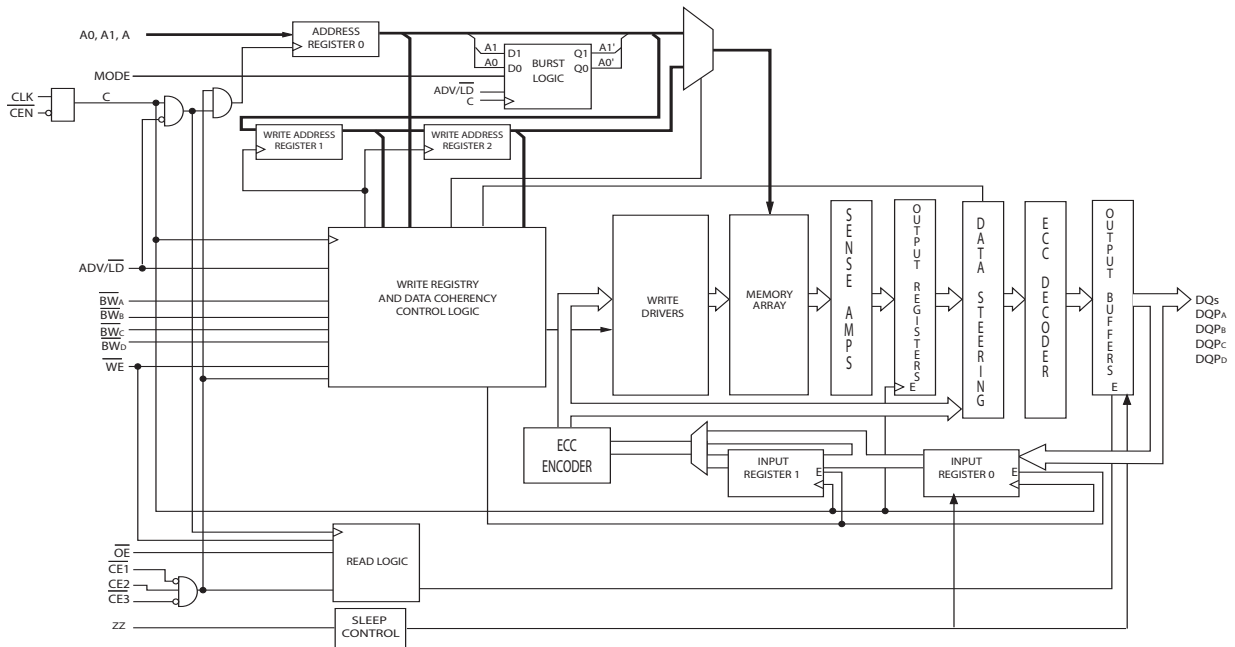 A0, A1, A
ADDRESS
REGISTER 0
MODE
A1
A0
D1
D0
BURST
LOGIC
Q1
Q0
A1'
A0'
ADV/LD
C
CLK
CEN
C
WRITE ADDRESS
REGISTER 1
WRITE ADDRESS
REGISTER 2
ADV/LD
BWA
BWB
BWC
BWD
WE
WRITE REGISTRY
AND DATA COHERENCY
CONTROL LOGIC
WRITE
DRIVERS
MEMORY
ARRAY
SENSE AMPS
OUTPUT REGISTERS
E
DATA STEERING
ECC DECODER
OUTPUT BUFFERS
E
DQs
DQPA
DQPB
DQPC
DQPD
ECC
ENCODER
INPUT
REGISTER 1
E
INPUT
REGISTER 0
E
OE
CE1
CE2
CE3
READ LOGIC
ZZ
SLEEP
CONTROL